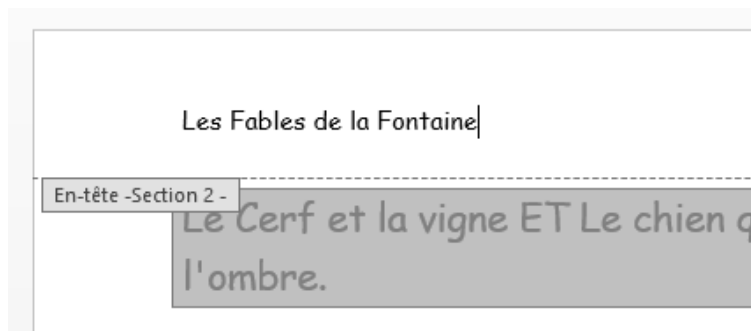 Les Fables de la Fontaine
En-tête -Section 2 -
Le Cerf et la vigne ET Le chien
l'ombre.